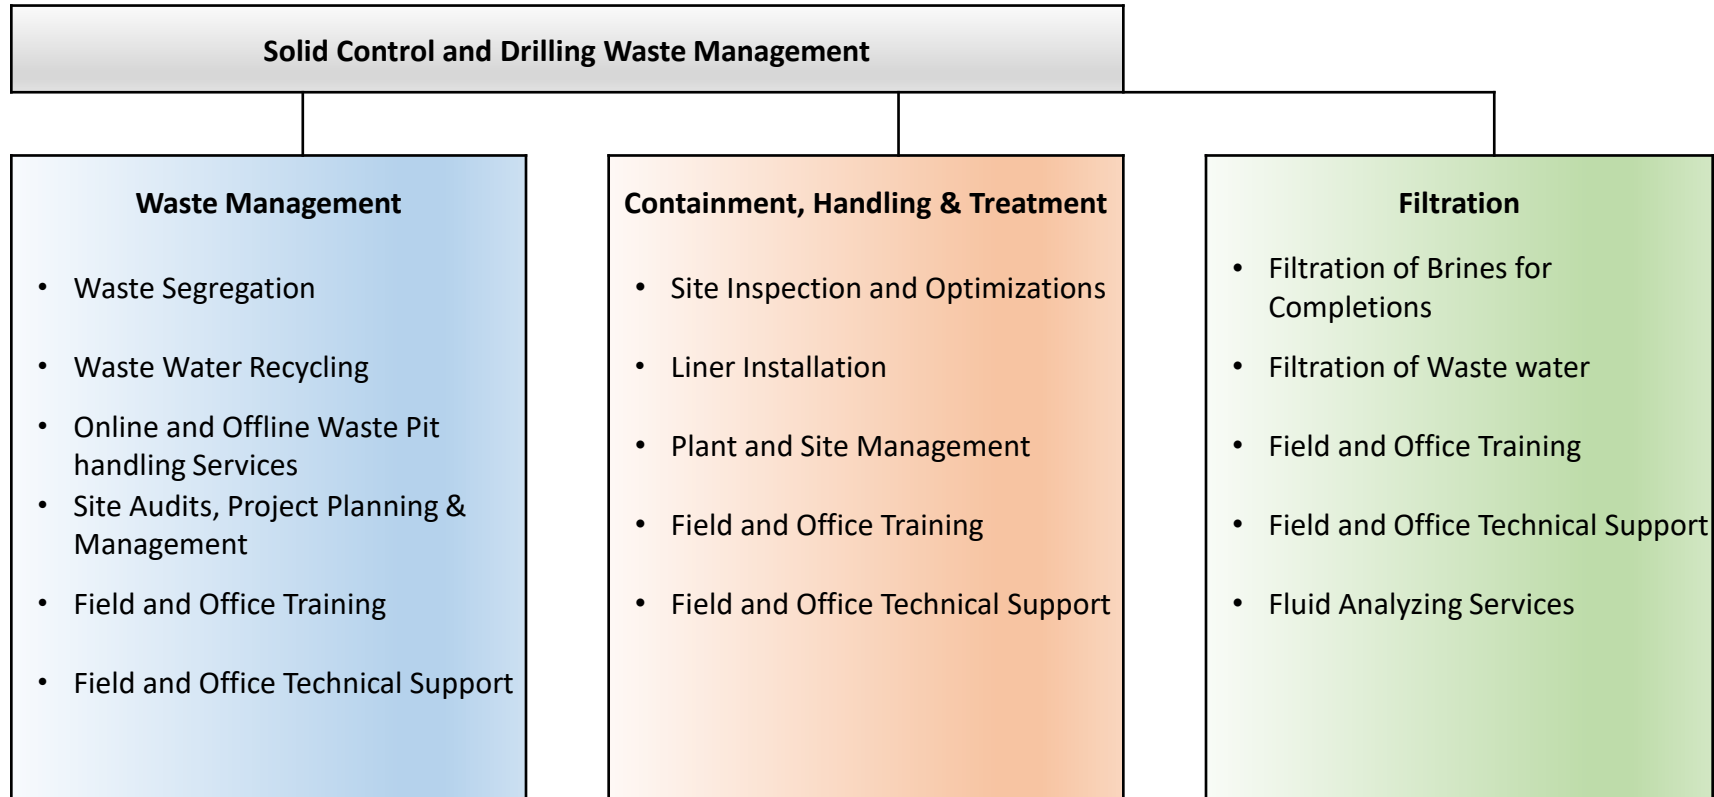 Solid Control and Drilling Waste Management
Waste Management
• Waste Segregation
• Waste Water Recycling
• Online and Offline Waste Pit
handling Services
• Site Audits, Project Planning &
Management
• Field and Office Training
• Field and Office Technical Support
Containment, Handling & Treatment
• Site Inspection and Optimizations
• Liner Installation
• Plant and Site Management
• Field and Office Training
• Field and Office Technical Support
Filtration
• Filtration of Brines for
Completions
• Filtration of Waste water
• Field and Office Training
• Field and Office Technical Support
• Fluid Analyzing Services